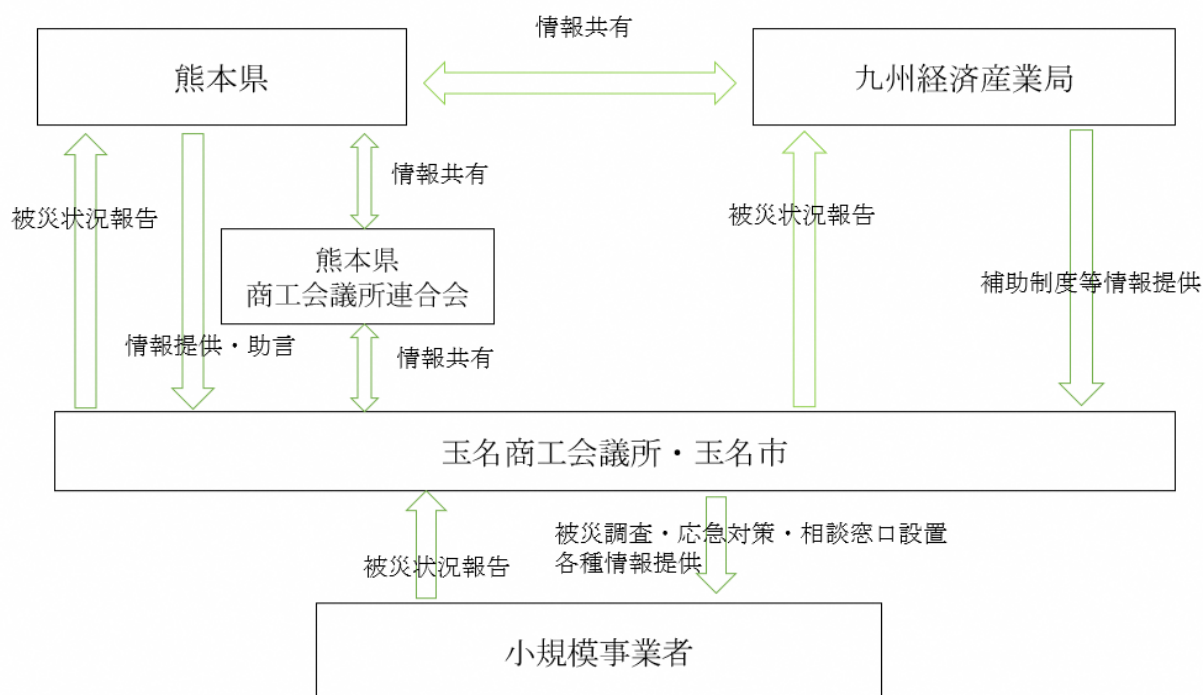 情報共有
熊本県
九州経済産業局
情報共有
被災状況報告
被災状況報告
熊本県
商工会議所連合会
補助制度等情報提供
情報提供・助言
情報共有
玉名商工会議所・玉名市
被災調査・応急対策・相談窓口設置
各種情報提供
被災状況報告
小規模事業者